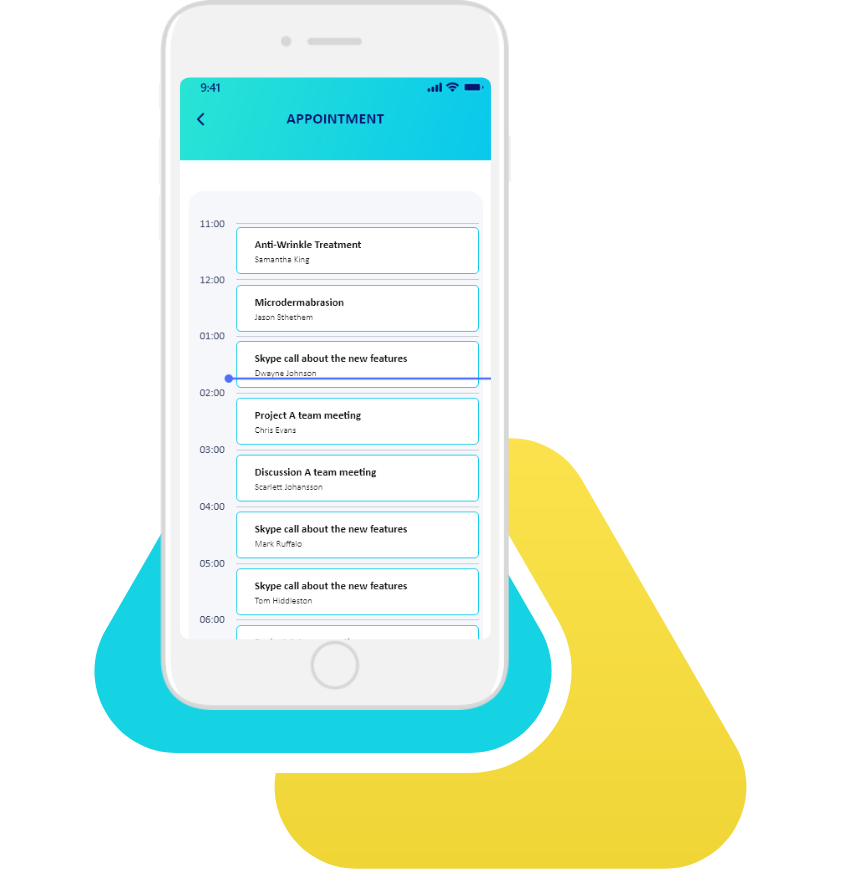 9:41
APPOINTMENT
11:00
Anti-Wrinkle Treatment
Samantha King
12:00
Microdermabrasion
Jason Sthethem
01:00
Skype call about the new features
Dwayne Johnson
02:00
Project A team meeting
Chris Evans
03:00
Discussion A team meeting
Scarlett Johansson
04:00
Skype call about the new features
Mark Ruffalo
05:00
Skype call about the new features
Tom Hiddleston
06:00